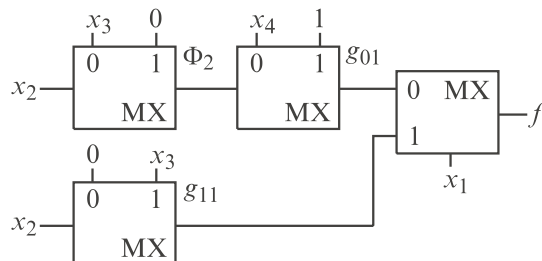 x₃ 0 x₄ 1
0 1 Φ₂ 0 1 g₀₁
x₂ MX MX 0 MX f
0 x₃ 1
0 1 g₁₁ x₁
x₂ MX